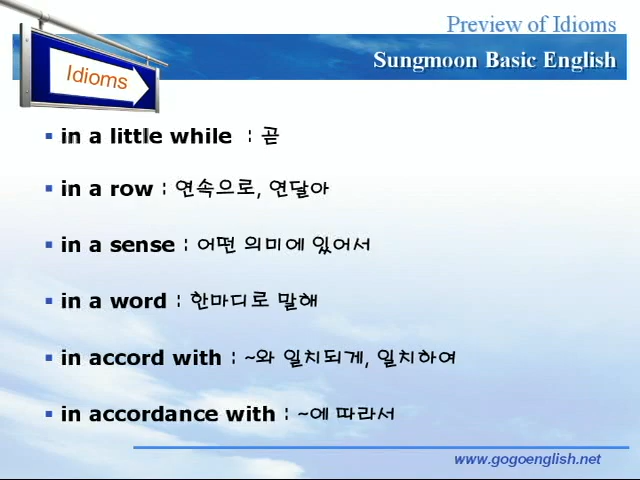 Preview of Idioms
Sungmoon Basic English
Idioms
in a little while : 곧
in a row : 연속으로, 연달아
in a sense : 어떤 의미에 있어서
in a word : 한마디로 말해
in accord with : ~와 일치되게, 일치하여
in accordance with : ~에 따라서
www.gogoenglish.net